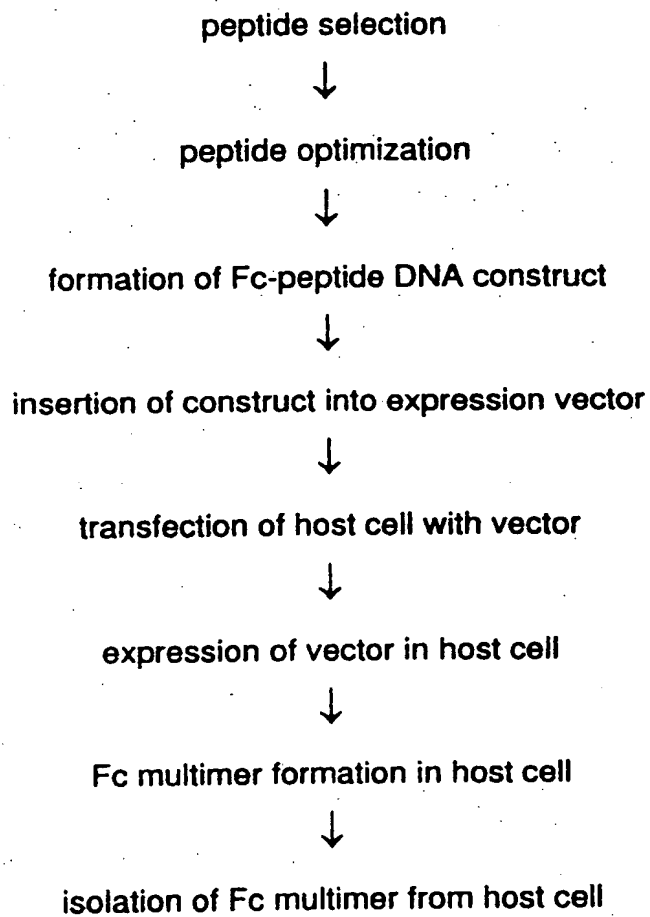 peptide selection
↓
peptide optimization
↓
formation of Fc-peptide DNA construct
↓
insertion of construct into expression vector
↓
transfection of host cell with vector
↓
expression of vector in host cell
↓
Fc multimer formation in host cell
↓
isolation of Fc multimer from host cell